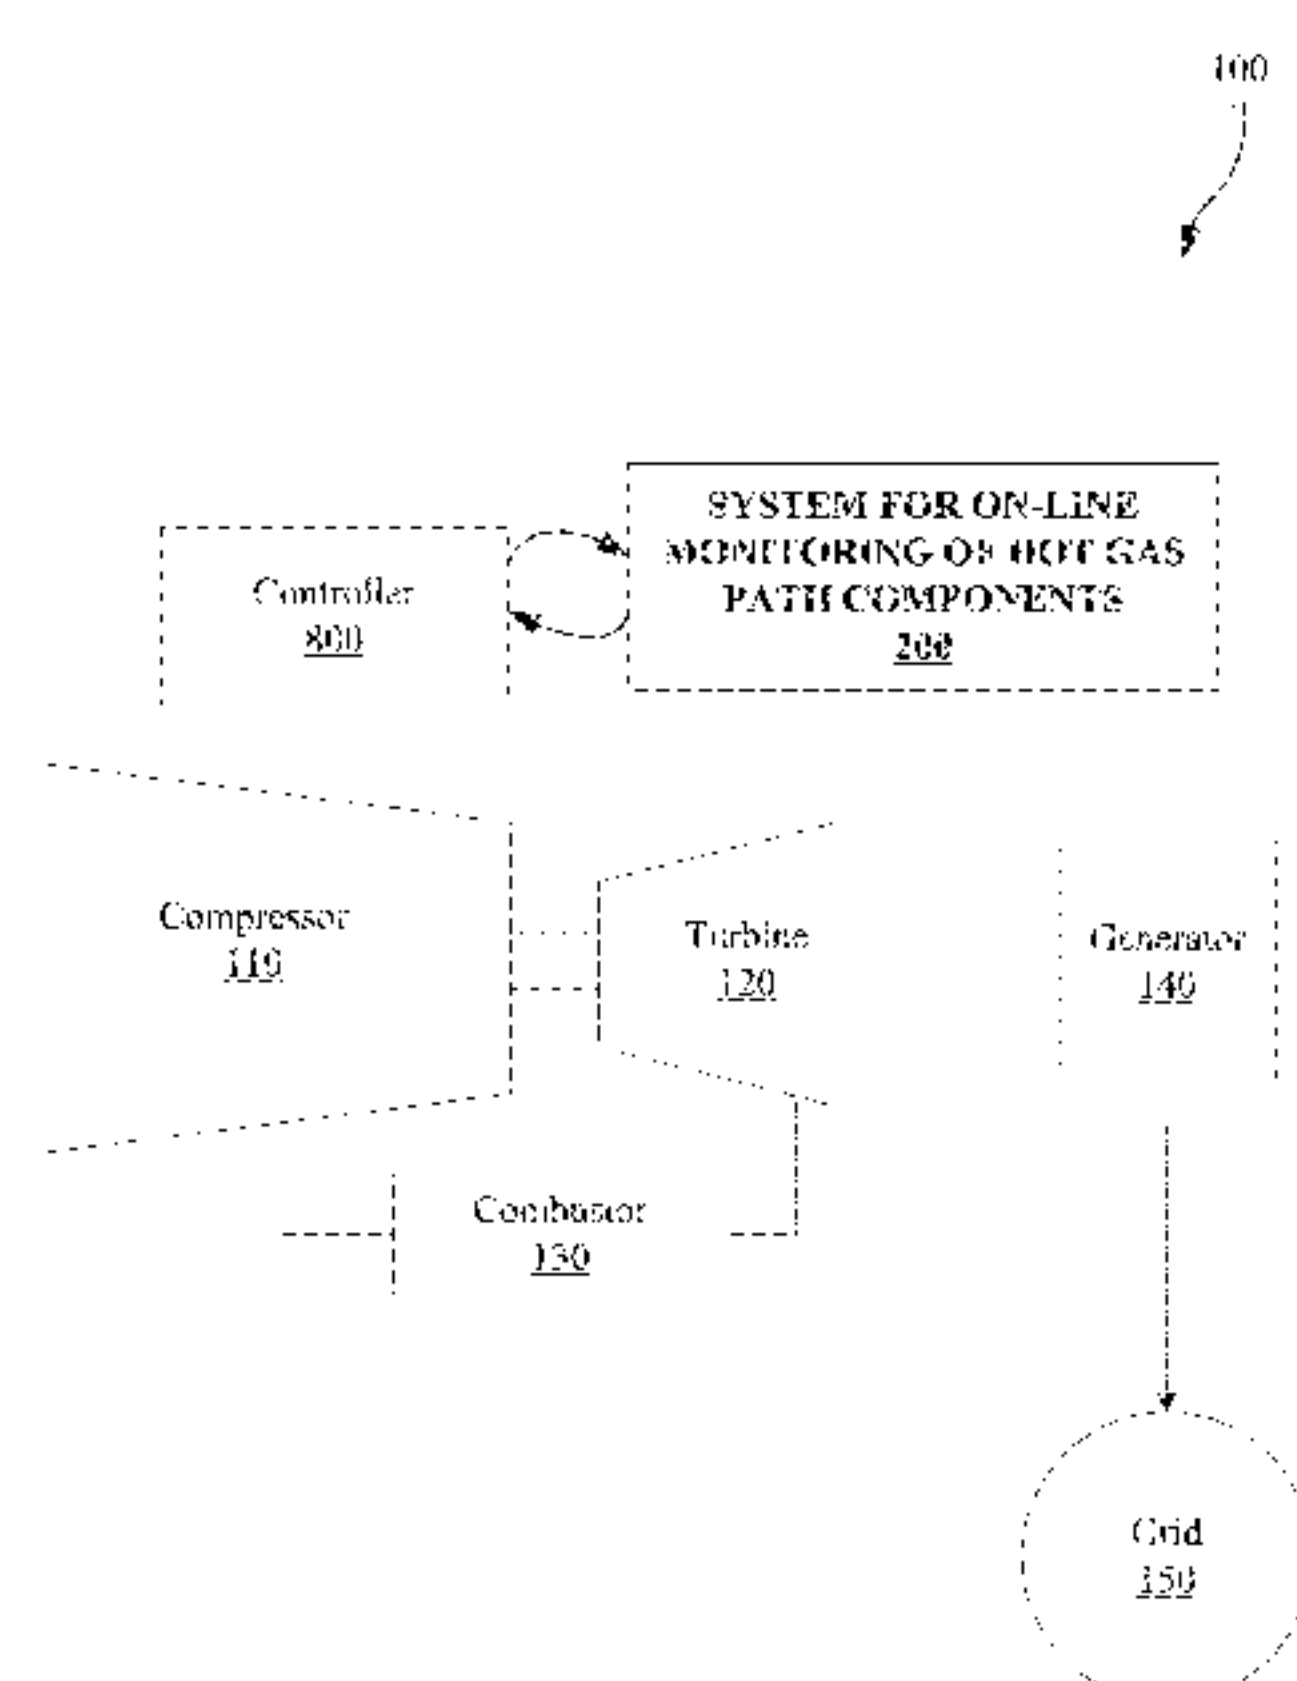 100
SYSTEM FOR ON-LINE
MONITORING OF HOT GAS
PATH COMPONENTS
200
Controller
800
Compressor
110
Turbine
120
Generator
140
Combustor
130
Grid
150